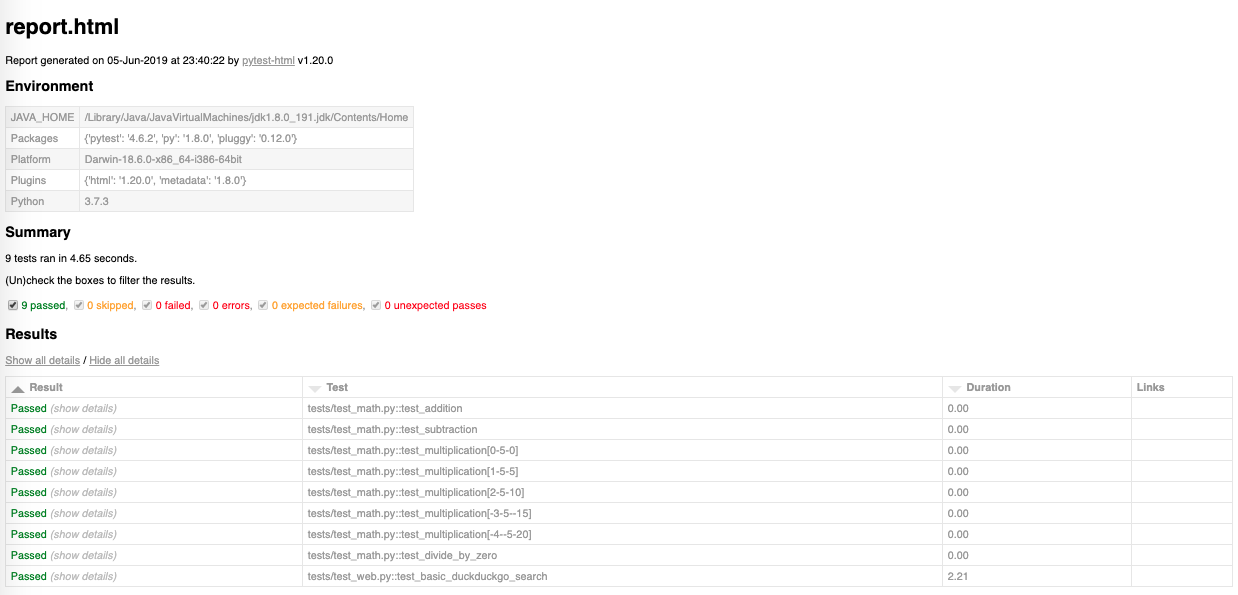 report.html
Report generated on 05-Jun-2019 at 23:40:22 by pytest-html v1.20.0
Environment
JAVA_HOME /Library/Java/JavaVirtualMachines/jdk1.8.0_191.jdk/Contents/Home
Packages {'pytest': '4.6.2', 'py': '1.8.0', 'pluggy': '0.12.0'}
Platform Darwin-18.6.0-x86_64-i386-64bit
Plugins {'html': '1.20.0', 'metadata': '1.8.0'}
Python 3.7.3
Summary
9 tests ran in 4.65 seconds.
(Un)check the boxes to filter the results.
9 passed, 0 skipped, 0 failed, 0 errors, 0 expected failures, 0 unexpected passes
Results
Show all details / Hide all details
Result Test Duration Links
Passed (show details) tests/test_math.py::test_addition 0.00
Passed (show details) tests/test_math.py::test_subtraction 0.00
Passed (show details) tests/test_math.py::test_multiplication[0-5-0] 0.00
Passed (show details) tests/test_math.py::test_multiplication[1-5-5] 0.00
Passed (show details) tests/test_math.py::test_multiplication[2-5-10] 0.00
Passed (show details) tests/test_math.py::test_multiplication[-3-5--15] 0.00
Passed (show details) tests/test_math.py::test_multiplication[-4--5-20] 0.00
Passed (show details) tests/test_math.py::test_divide_by_zero 0.00
Passed (show details) tests/test_web.py::test_basic_duckduckgo_search 2.21